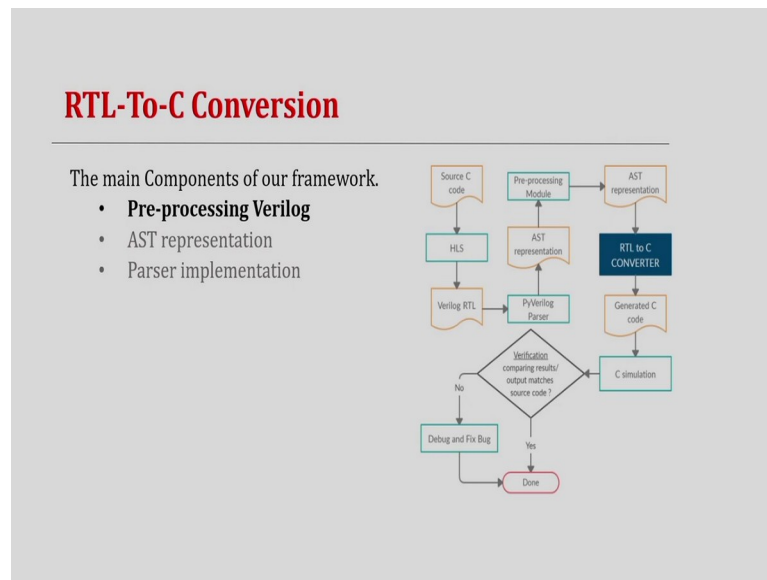 RTL-To-C Conversion
The main Components of our framework.
• Pre-processing Verilog
• AST representation
• Parser implementation
Source C
code
HLS
Verilog RTL
PyVerilog
Parser
AST
representation
Pre-processing
Module
AST
representation
RTL to C
CONVERTER
Generated C
code
C simulation
Verification
comparing results/
output matches
source code ?
No
Debug and Fix Bug
Yes
Done